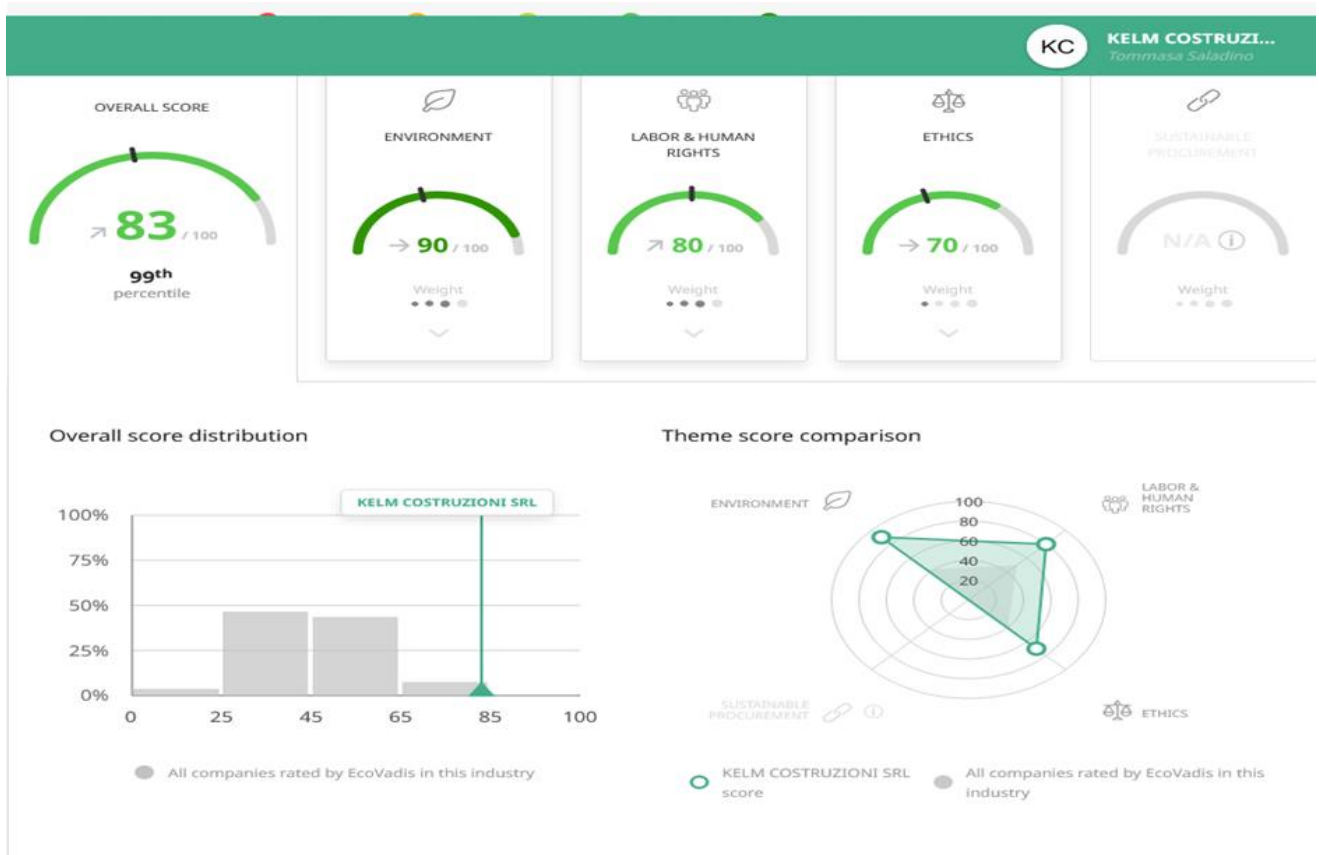 KC
KELM COSTRUZI...
Tommasa Saladino
OVERALL SCORE
83 / 100
99th
percentile
ENVIRONMENT
90 / 100
Weight
LABOR & HUMAN
RIGHTS
80 / 100
Weight
ETHICS
70 / 100
Weight
SUSTAINABLE
PROCUREMENT
N/A
Weight
Overall score distribution
KELM COSTRUZIONI SRL
100%
75%
50%
25%
0%
0 25 45 65 85 100
All companies rated by EcoVadis in this industry
Theme score comparison
ENVIRONMENT
LABOR &
HUMAN
RIGHTS
100
80
60
40
20
SUSTAINABLE
PROCUREMENT
ETHICS
KELM COSTRUZIONI SRL
score
All companies rated by EcoVadis in this
industry